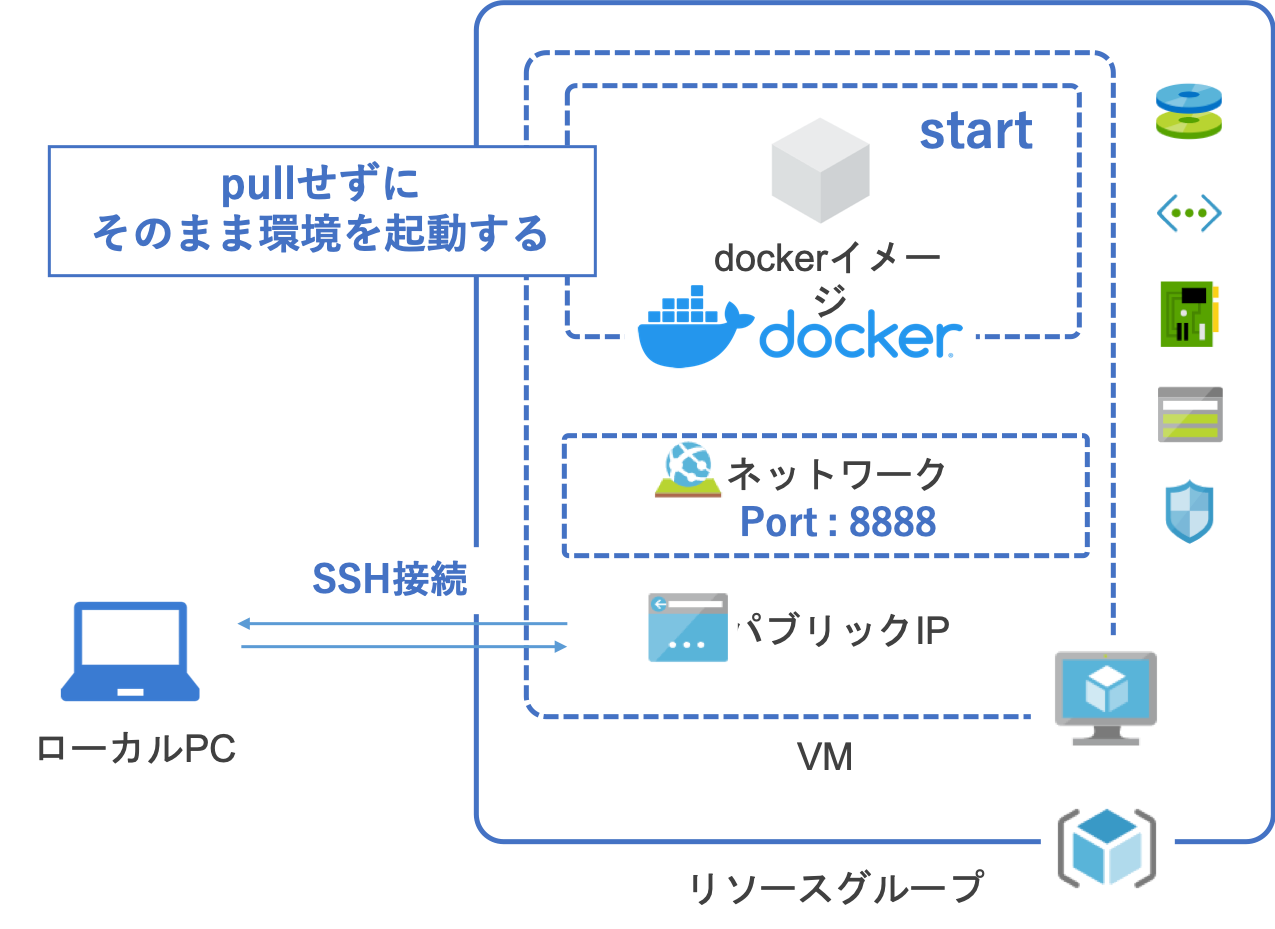 start
pullせずに
そのまま環境を起動する
dockerイメー
ジ
docker
ネットワーク
Port : 8888
SSH接続
パブリックIP
ローカルPC
VM
リソースグループ